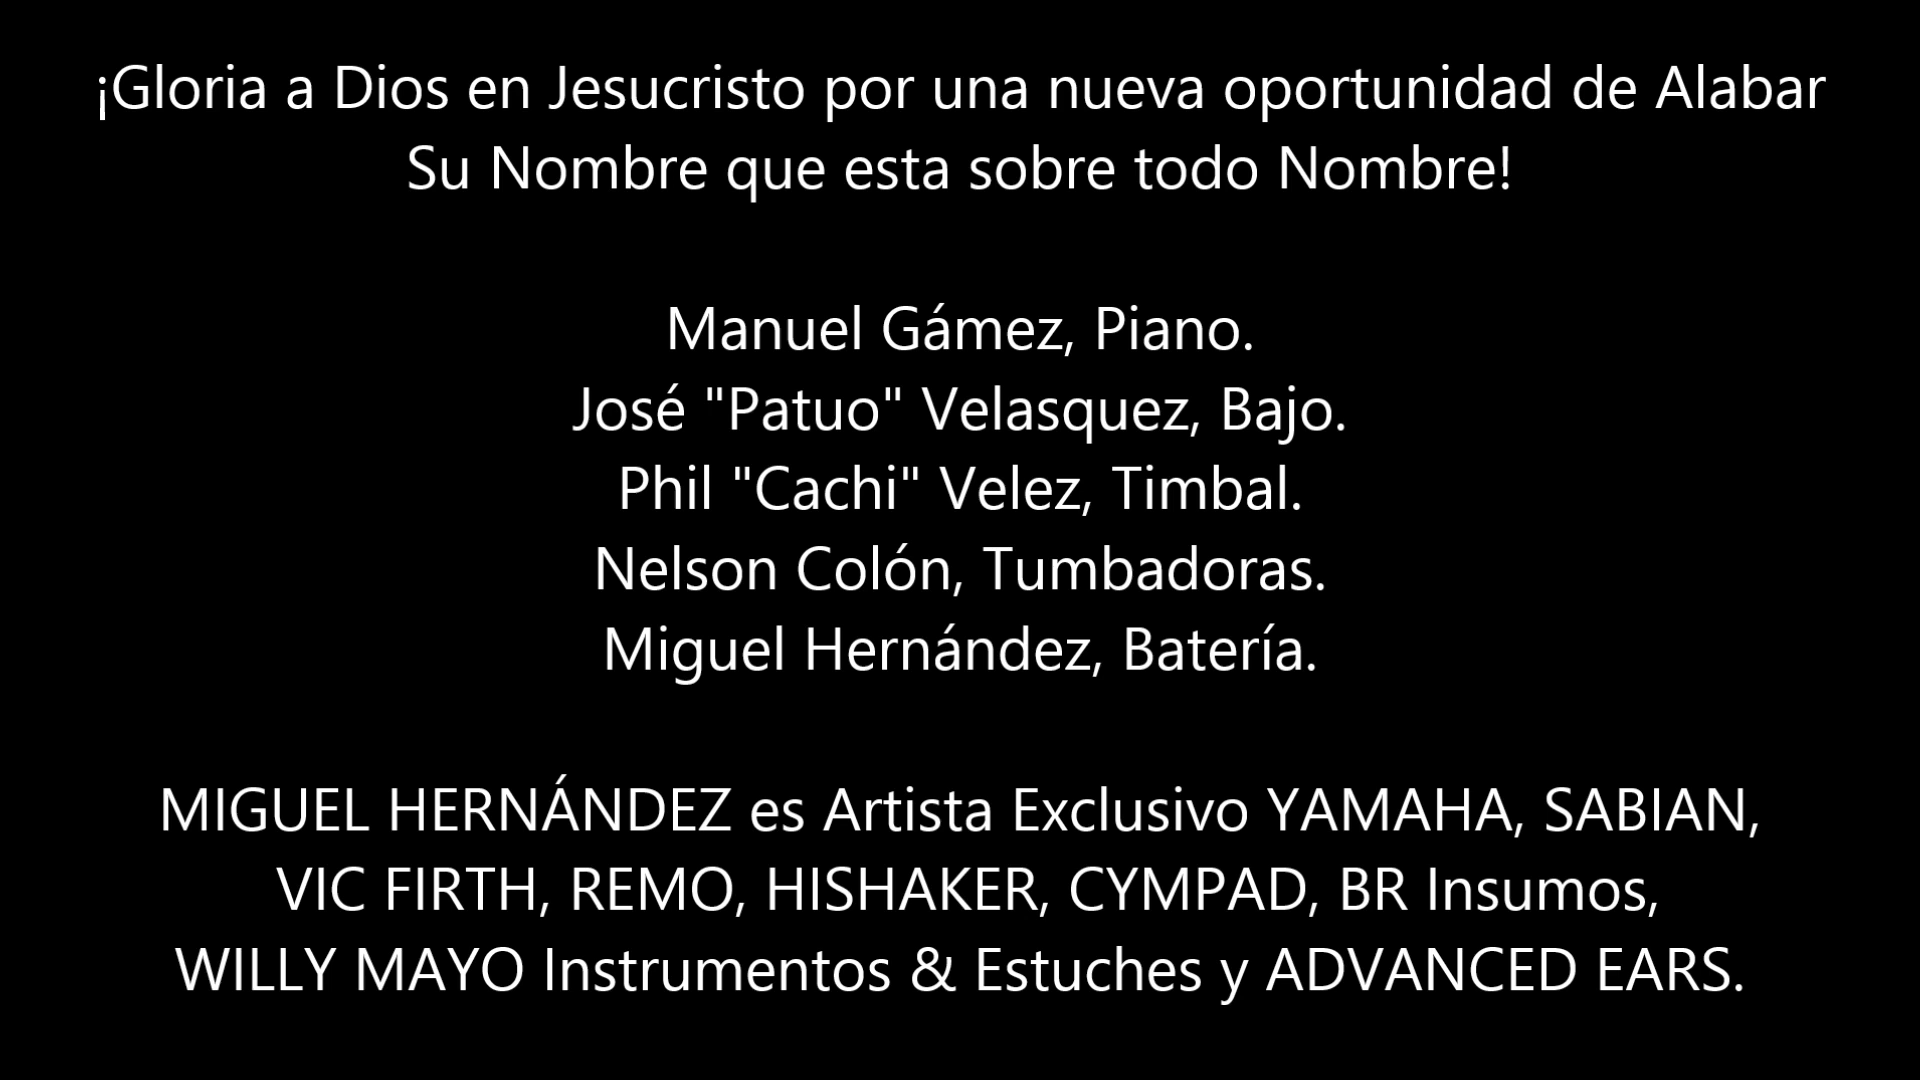 ¡Gloria a Dios en Jesucristo por una nueva oportunidad de Alabar
Su Nombre que esta sobre todo Nombre!
Manuel Gámez, Piano.
José "Patuo" Velasquez, Bajo.
Phil "Cachi" Velez, Timbal.
Nelson Colón, Tumbadoras.
Miguel Hernández, Batería.
MIGUEL HERNÁNDEZ es Artista Exclusivo YAMAHA, SABIAN,
VIC FIRTH, REMO, HISHAKER, CYMPAD, BR Insumos,
WILLY MAYO Instrumentos & Estuches y ADVANCED EARS.